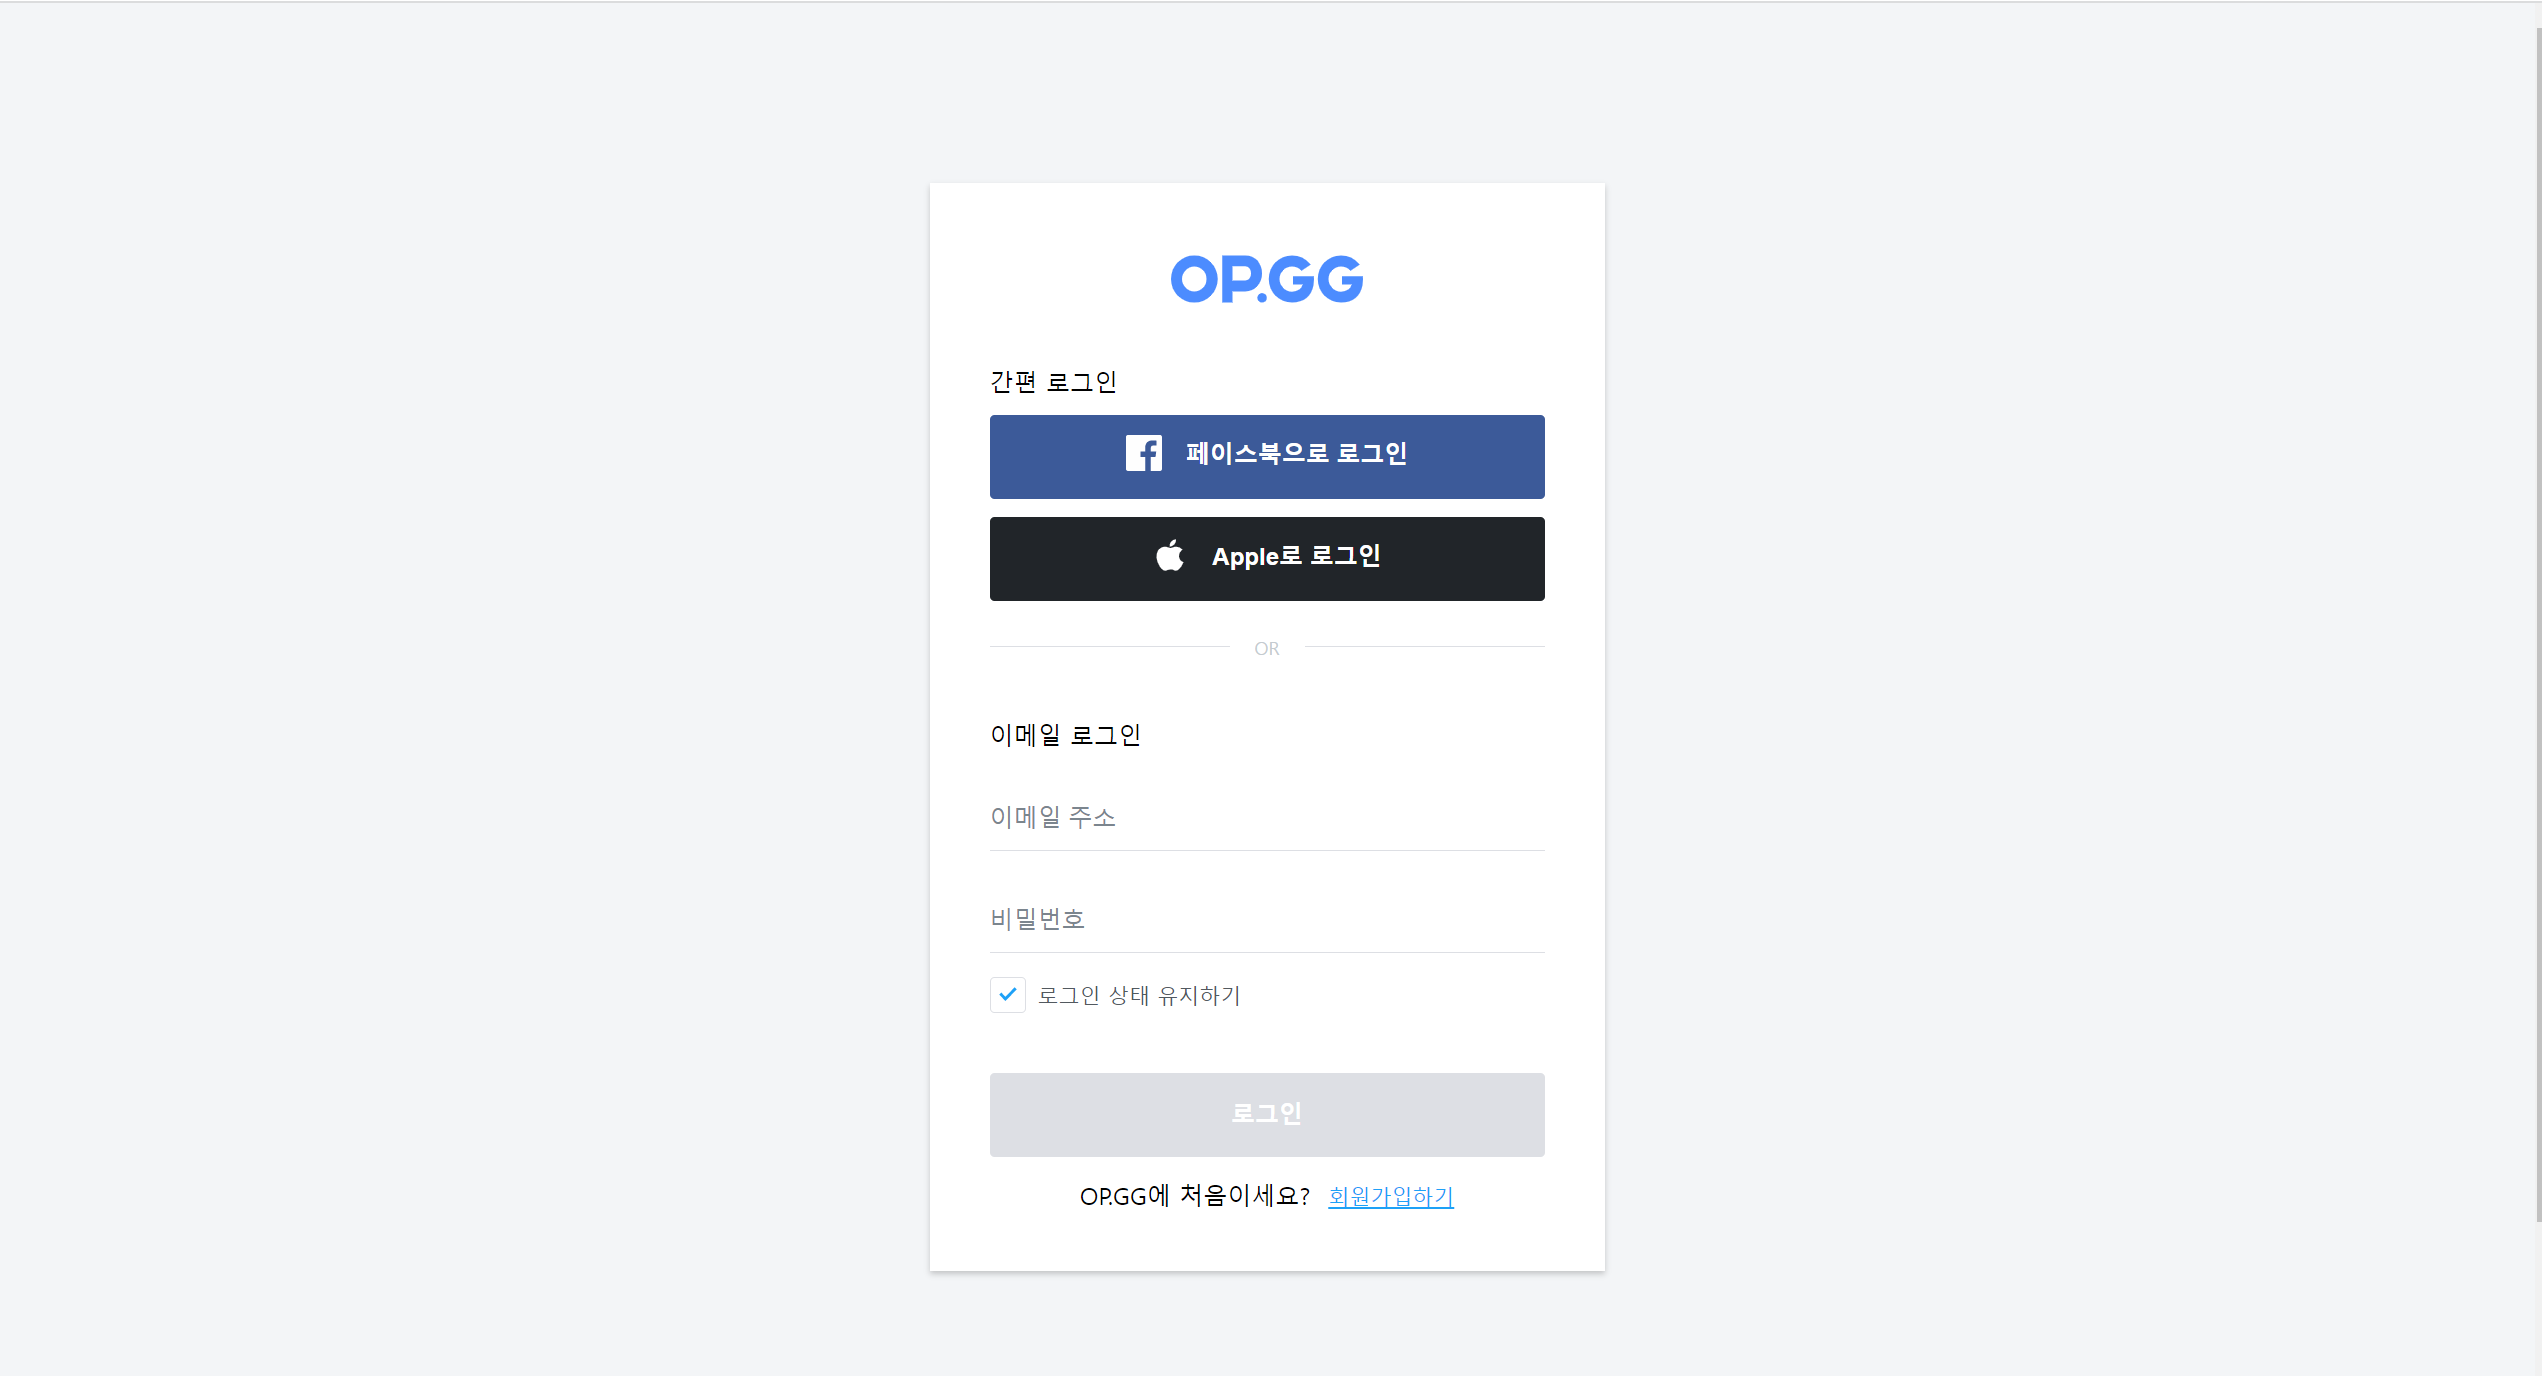 OP.GG
간편 로그인
페이스북으로 로그인
Apple로 로그인
OR
이메일 로그인
이메일 주소
비밀번호
로그인 상태 유지하기
로그인
OP.GG에 처음이세요? 회원가입하기